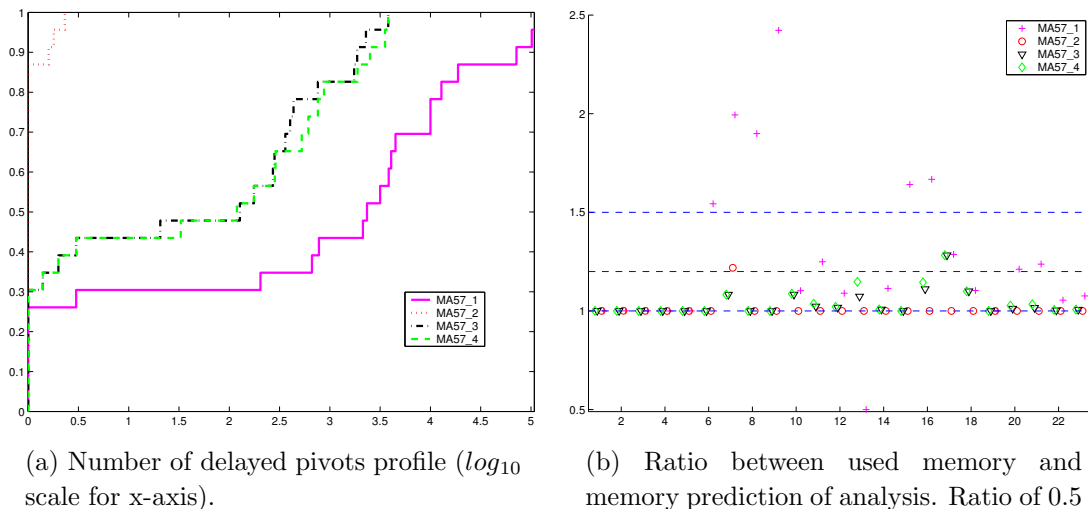 1
0.9
0.8
0.7
0.6
0.5
0.4
0.3
0.2
0.1
0
0 0.5 1 1.5 2 2.5 3 3.5 4 4.5 5
MA57_1
MA57_2
MA57_3
MA57_4
(a) Number of delayed pivots profile (log10
scale for x-axis).
2.5
2
1.5
1
0.5
2 4 6 8 10 12 14 16 18 20 22
MA57_1
MA57_2
MA57_3
MA57_4
(b) Ratio between used memory and
memory prediction of analysis. Ratio of 0.5